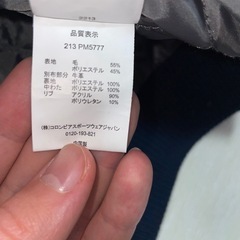 品質表示
213 PM5777
表地 毛 55%
ポリエステル 45%
別布部分 牛革
裏地 ポリエステル 100%
中わた ポリエステル 100%
リブ アクリル 90%
ポリウレタン 10%
(株)コロンビアスポーツウェアジャパン
0120-193-821
中国製